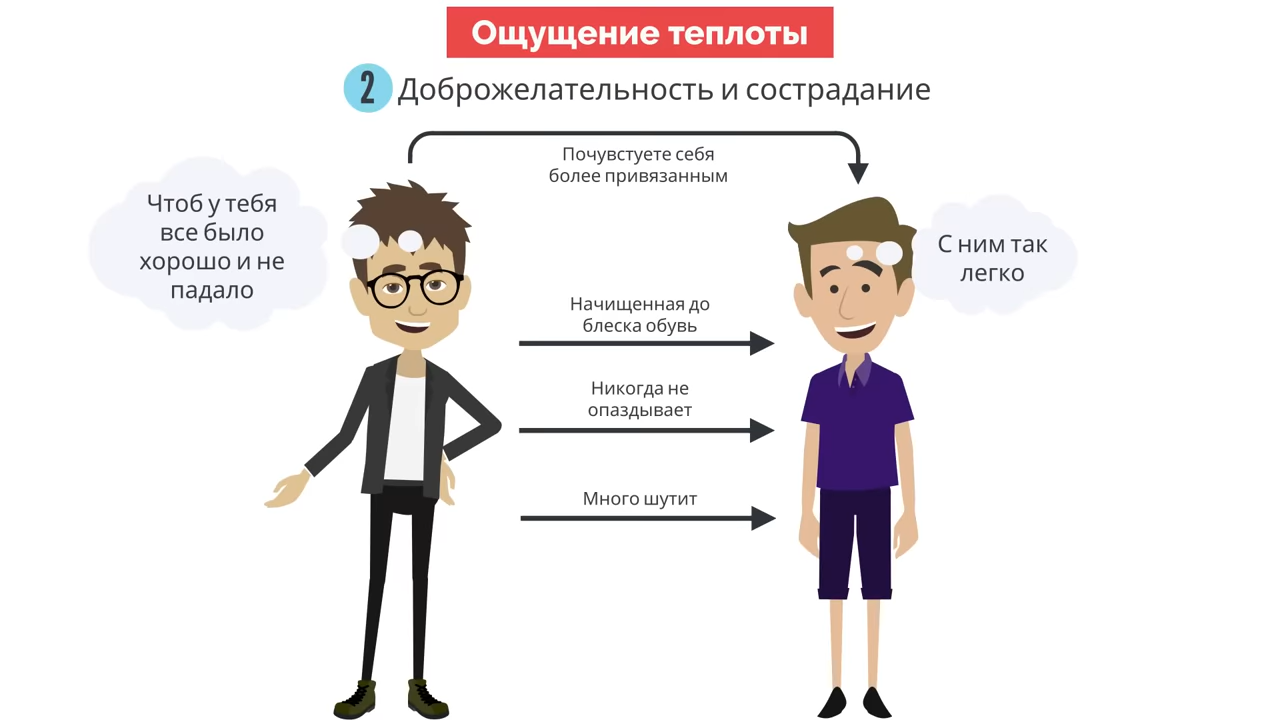 Ощущение теплоты
2 Доброжелательность и сострадание
Почувстуете себя
более привязанным
Чтоб у тебя
все было
хорошо и не
падало
С ним так
легко
Начищенная до
блеска обувь
Никогда не
опаздывает
Много шутит